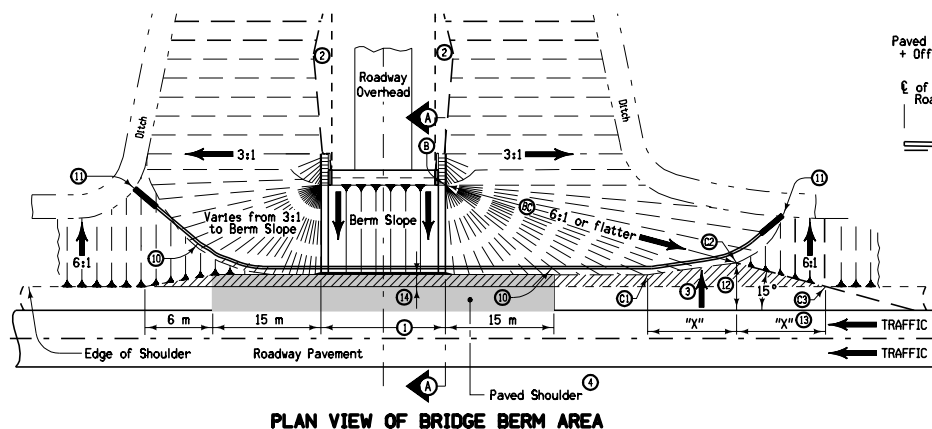 Paved
+ Off
℄ of
Roa
2
2
Roadway
Overhead
A
B
Ditch
Ditch
3:1
3:1
11
11
Varies from 3:1
to Berm Slope
Berm Slope
BC
6:1 or flatter
C2
6:1
6:1
10
10
14
C1
3
12
15°
C3
6 m
15 m
1
15 m
"X"
"X"
13
TRAFFIC
Edge of Shoulder
Roadway Pavement
TRAFFIC
A
Paved Shoulder 4
PLAN VIEW OF BRIDGE BERM AREA